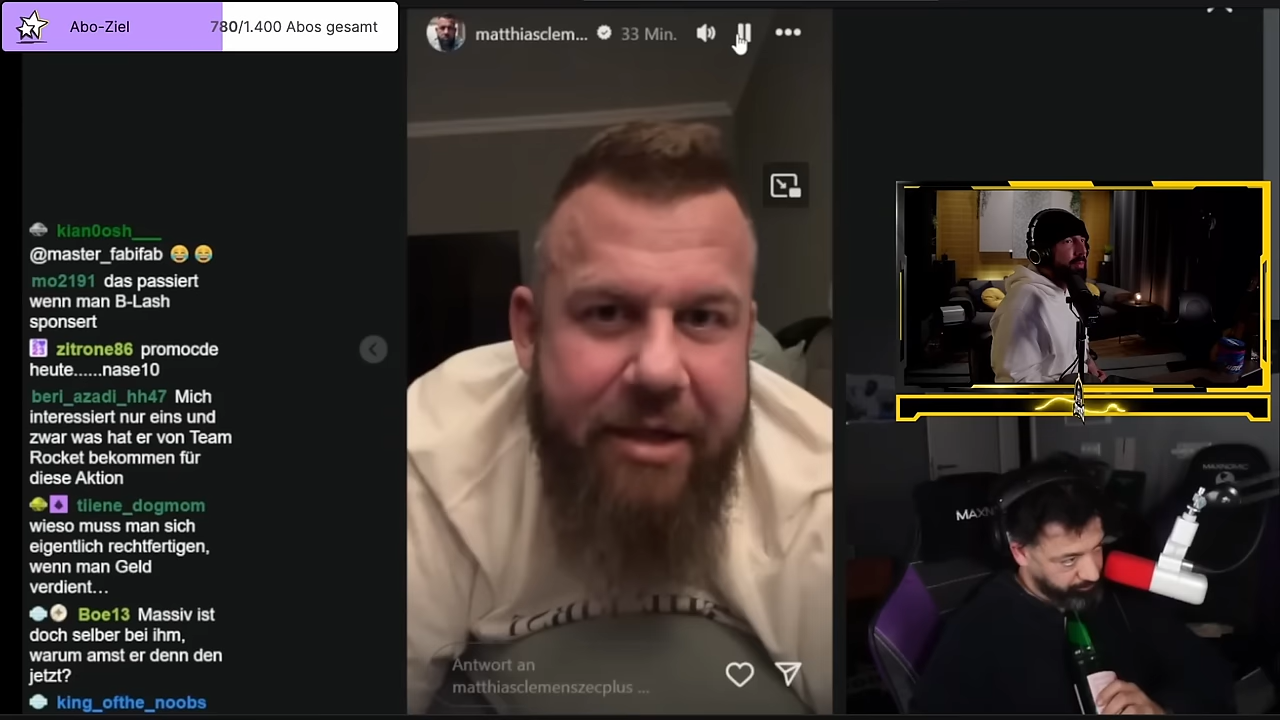 Abo-Ziel
780/1.400 Abos gesamt
matthiasclem... 33 Min.
kian0osh___
@master_fabifab 😂 😂
mo2191 das passiert
wenn man B-Lash
sponsert
zitrone86 promocde
heute......nase10
beri_azadi_hh47 Mich
interessiert nur eins und
zwar was hat er von Team
Rocket bekommen für
diese Aktion
tilene_dogmom
wieso muss man sich
eigentlich rechtfertigen,
wenn man Geld
verdient…
Boe13 Massiv ist
doch selber bei ihm,
warum amst er denn den
jetzt?
king_ofthe_noobs
Antwort an
matthiasclemenszecplus ...
MAXN
MAXNOMIC